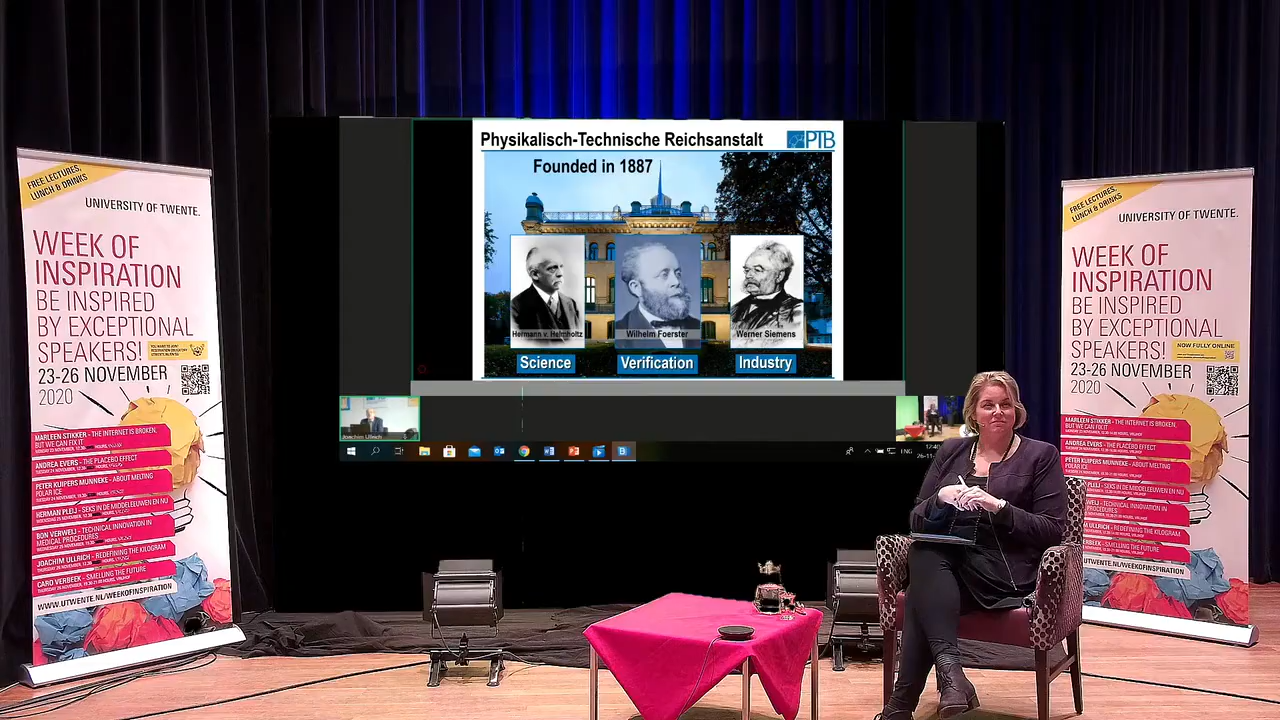 FREE LECTURES,
LUNCH & DRINKS
UNIVERSITY OF TWENTE.
WEEK OF
INSPIRATION
BE INSPIRED
BY EXCEPTIONAL
SPEAKERS!
23-26 NOVEMBER
2020
MARLEEN STIKKER - THE INTERNET IS BROKEN,
BUT WE CAN FIX IT
ANDREA EVERS - THE PLACEBO EFFECT
PETER KUIPERS MUNNEKE - ABOUT MELTING
POLAR ICE
HERMAN PLEIJ - SEKS IN DE MIDDELEEUWEN EN NU
BON VERWEIJ - TECHNICAL INNOVATION IN
MEDICAL PROCEDURES
JOACHIM ULLRICH - REDEFINING THE KILOGRAM
CARO VERBEEK - SMELLING THE FUTURE
WWW.UTWENTE.NL/WEEKOFINSPIRATION
Physikalisch-Technische Reichsanstalt
PTB
Founded in 1887
Hermann v. Helmholtz
Wilhelm Foerster
Werner Siemens
Science
Verification
Industry
Joachim Ullrich
ENG
FREE LECTURES,
LUNCH & DRINKS
UNIVERSITY OF TWENTE.
WEEK OF
INSPIRATION
BE INSPIRED
BY EXCEPTIONAL
SPEAKERS!
NOW FULLY ONLINE
23-26 NOVEMBER
2020
MARLEEN STIKKER - THE INTERNET IS BROKEN,
BUT WE CAN FIX IT
ANDREA EVERS - THE PLACEBO EFFECT
PETER KUIPERS MUNNEKE - ABOUT MELTING
POLAR ICE
PLEIJ - SEKS IN DE MIDDELEEUWEN EN NU
TECHNICAL INNOVATION IN
PROCEDURES
ULLRICH - REDEFINING THE KILOGRAM
- SMELLING THE FUTURE
NL/WEEKOFINSPIRATION